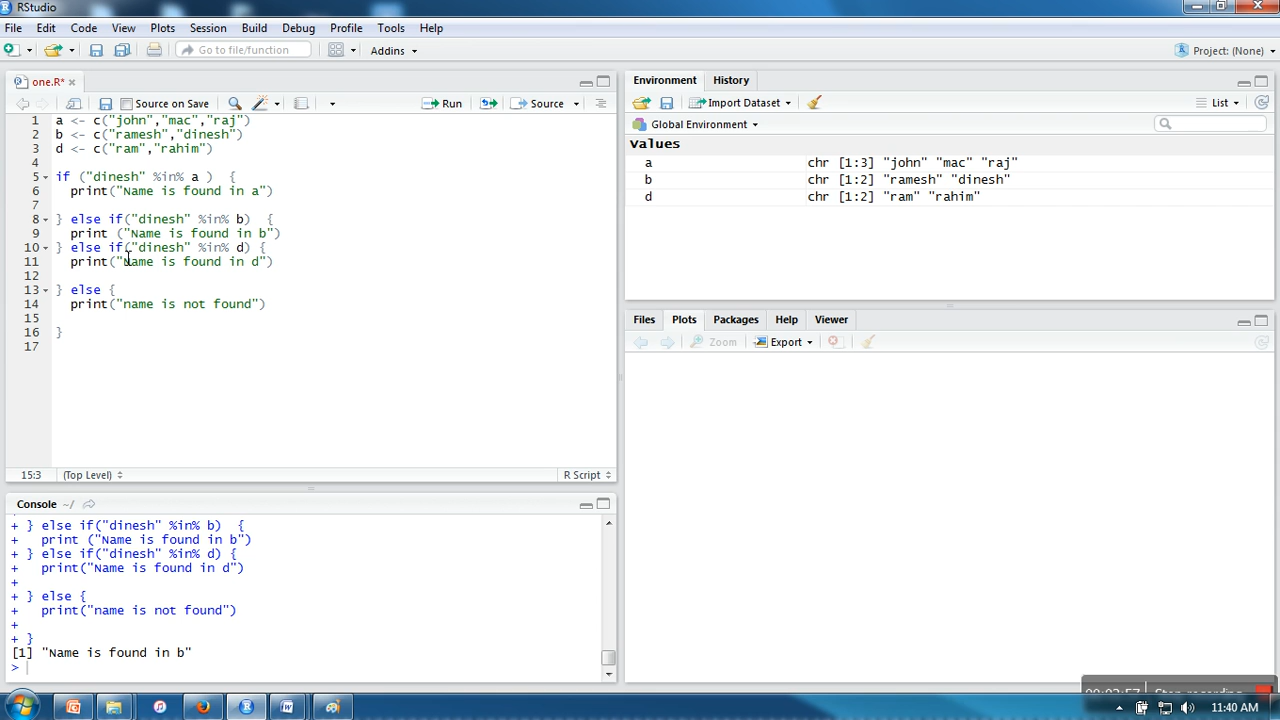 RStudio
File Edit Code View Plots Session Build Debug Profile Tools Help
Go to file/function Addins Project: (None)
one.R*
Source on Save Run Source
1 a <- c("john","mac","raj")
2 b <- c("ramesh","dinesh")
3 d <- c("ram","rahim")
4
5 if ("dinesh" %in% a ) {
6 print("Name is found in a")
7
8 } else if("dinesh" %in% b) {
9 print ("Name is found in b")
10 } else if("dinesh" %in% d) {
11 print("Name is found in d")
12
13 } else {
14 print("name is not found")
15
16 }
17
15:3 (Top Level) R Script
Console ~/
+ } else if("dinesh" %in% b) {
+ print ("Name is found in b")
+ } else if("dinesh" %in% d) {
+ print("Name is found in d")
+
+ } else {
+ print("name is not found")
+
+ }
[1] "Name is found in b"
>
Environment History
Import Dataset List
Global Environment
Values
a chr [1:3] "john" "mac" "raj"
b chr [1:2] "ramesh" "dinesh"
d chr [1:2] "ram" "rahim"
Files Plots Packages Help Viewer
Zoom Export
11:40 AM